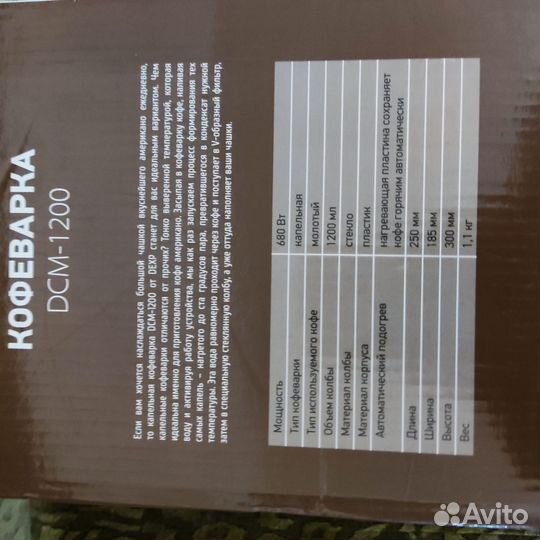 КОФЕВАРКА
DCM-1200
Если вам хочется наслаждаться большой чашкой вкуснейшего американо ежедневно,
то капельная кофеварка DCM-1200 от DEXP станет для вас идеальным вариантом. Чем
капельные кофеварки отличаются от прочих? Тонко выверенной температурой, которая
идеальна именно для приготовления кофе американо. Засыпая в кофеварку кофе, наливая
воду и активируя работу устройства, мы как раз запускаем процесс формирования тех
самых капель – нагретого до ста градусов пара, превратившегося в конденсат нужной
температуры. Эта вода равномерно проходит через кофе и поступает в V-образный фильтр,
затем в специальную стеклянную колбу, а уже оттуда наполняет ваши чашки.
Мощность 680 Вт
Тип кофеварки капельная
Тип используемого кофе молотый
Объем колбы 1200 мл
Материал колбы стекло
Материал корпуса пластик
Автоматический подогрев нагревающая пластина сохраняет
кофе горячим автоматически
Длина 250 мм
Ширина 185 мм
Высота 300 мм
Вес 1,1 кг
Avito